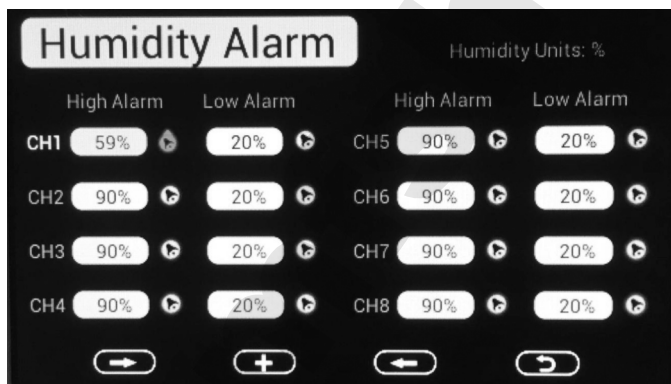 Humidity Alarm
Humidity Units: %
High Alarm Low Alarm High Alarm Low Alarm
CH1 59% 20% CH5 90% 20%
CH2 90% 20% CH6 90% 20%
CH3 90% 20% CH7 90% 20%
CH4 90% 20% CH8 90% 20%